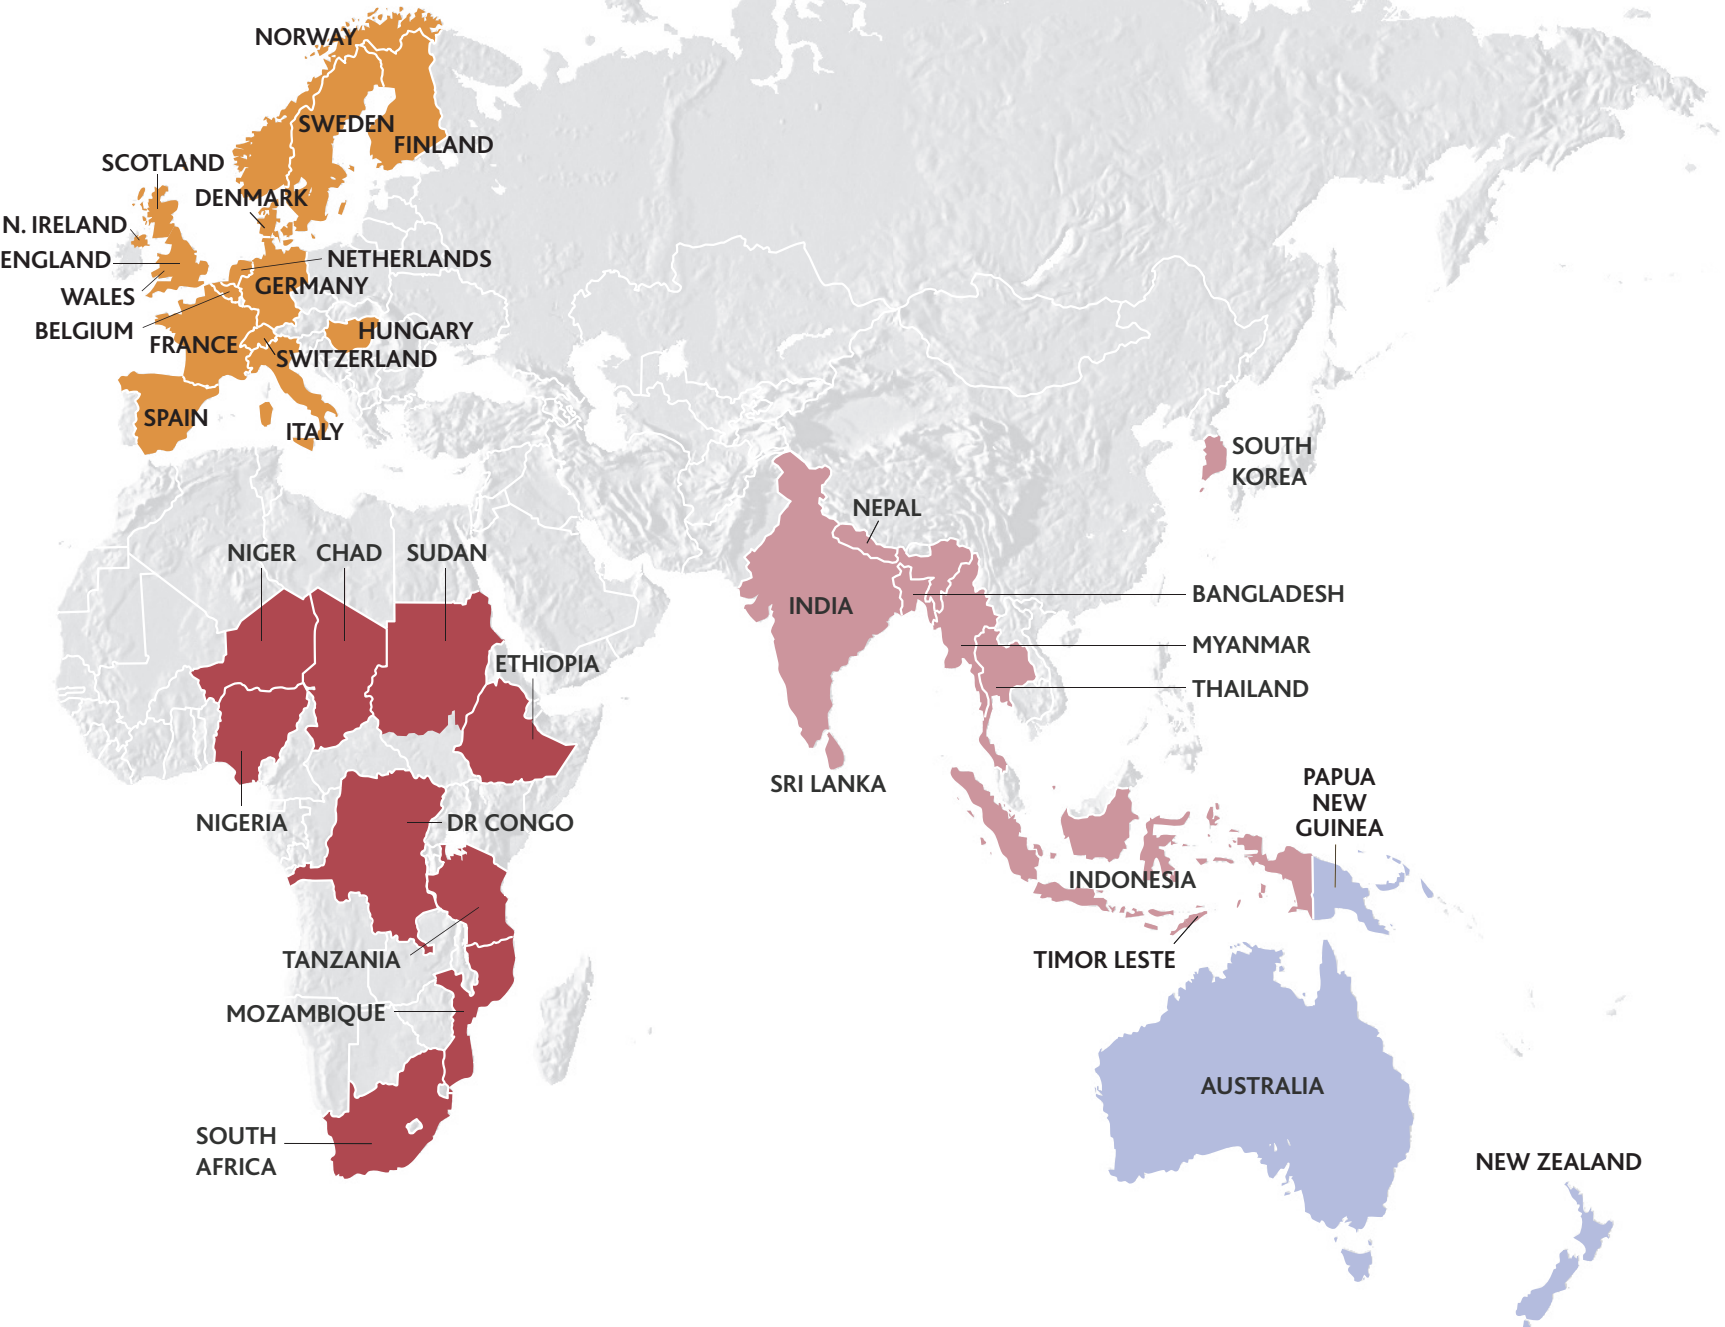 NORWAY
SWEDEN
FINLAND
SCOTLAND
DENMARK
N. IRELAND
ENGLAND
NETHERLANDS
GERMANY
WALES
BELGIUM
HUNGARY
FRANCE
SWITZERLAND
SPAIN
ITALY
SOUTH
KOREA
NEPAL
NIGER
CHAD
SUDAN
BANGLADESH
INDIA
MYANMAR
ETHIOPIA
THAILAND
SRI LANKA
PAPUA
NEW
GUINEA
NIGERIA
DR CONGO
INDONESIA
TANZANIA
TIMOR LESTE
MOZAMBIQUE
AUSTRALIA
SOUTH
AFRICA
NEW ZEALAND